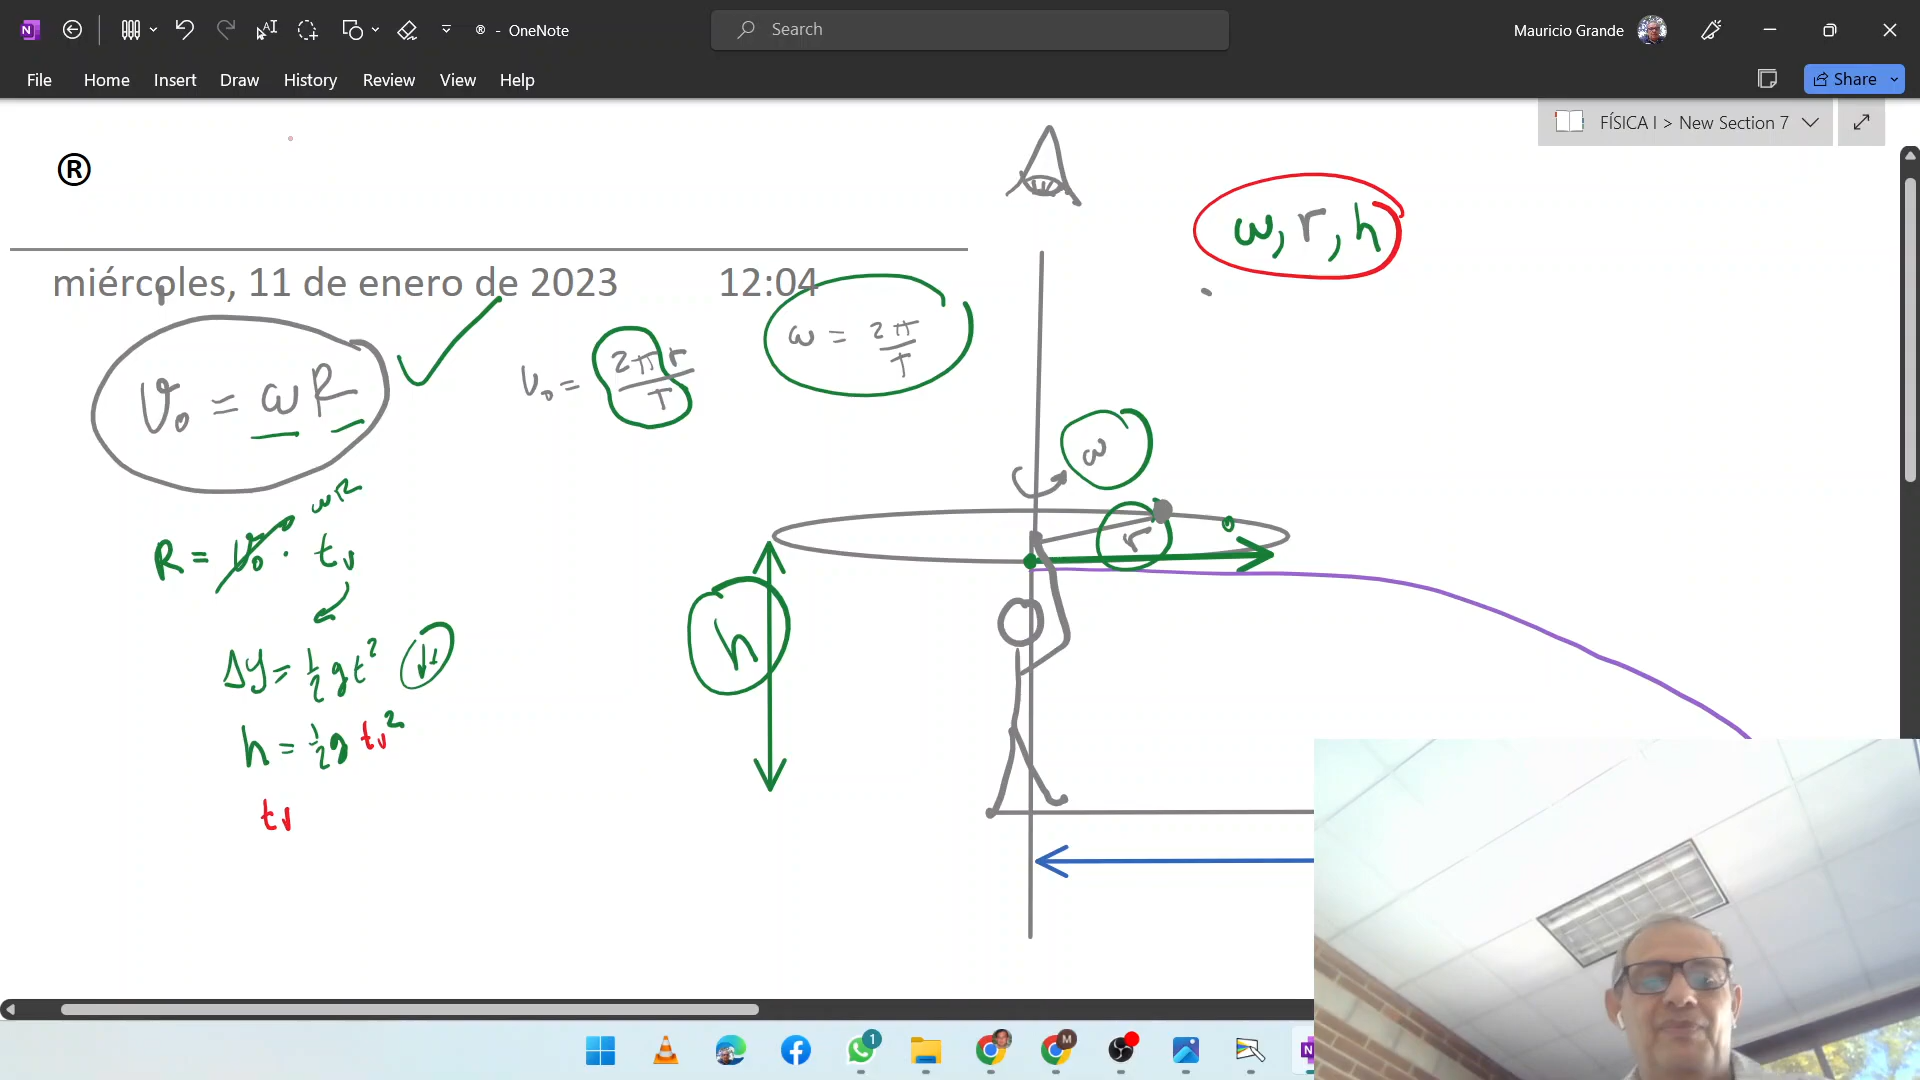 ® - OneNote
Search
Mauricio Grande
File Home Insert Draw History Review View Help
Share
FÍSICA I > New Section 7
®
miércoles, 11 de enero de 2023 12:04
ω, r, h
v₀ = ωR
v₀ = 2πr/T
ω = 2π/T
ω
r
h
ωR
R = v₀ · tᵥ
Δy = ½gt² ↓+
h = ½g tᵥ²
tᵥ
1
M